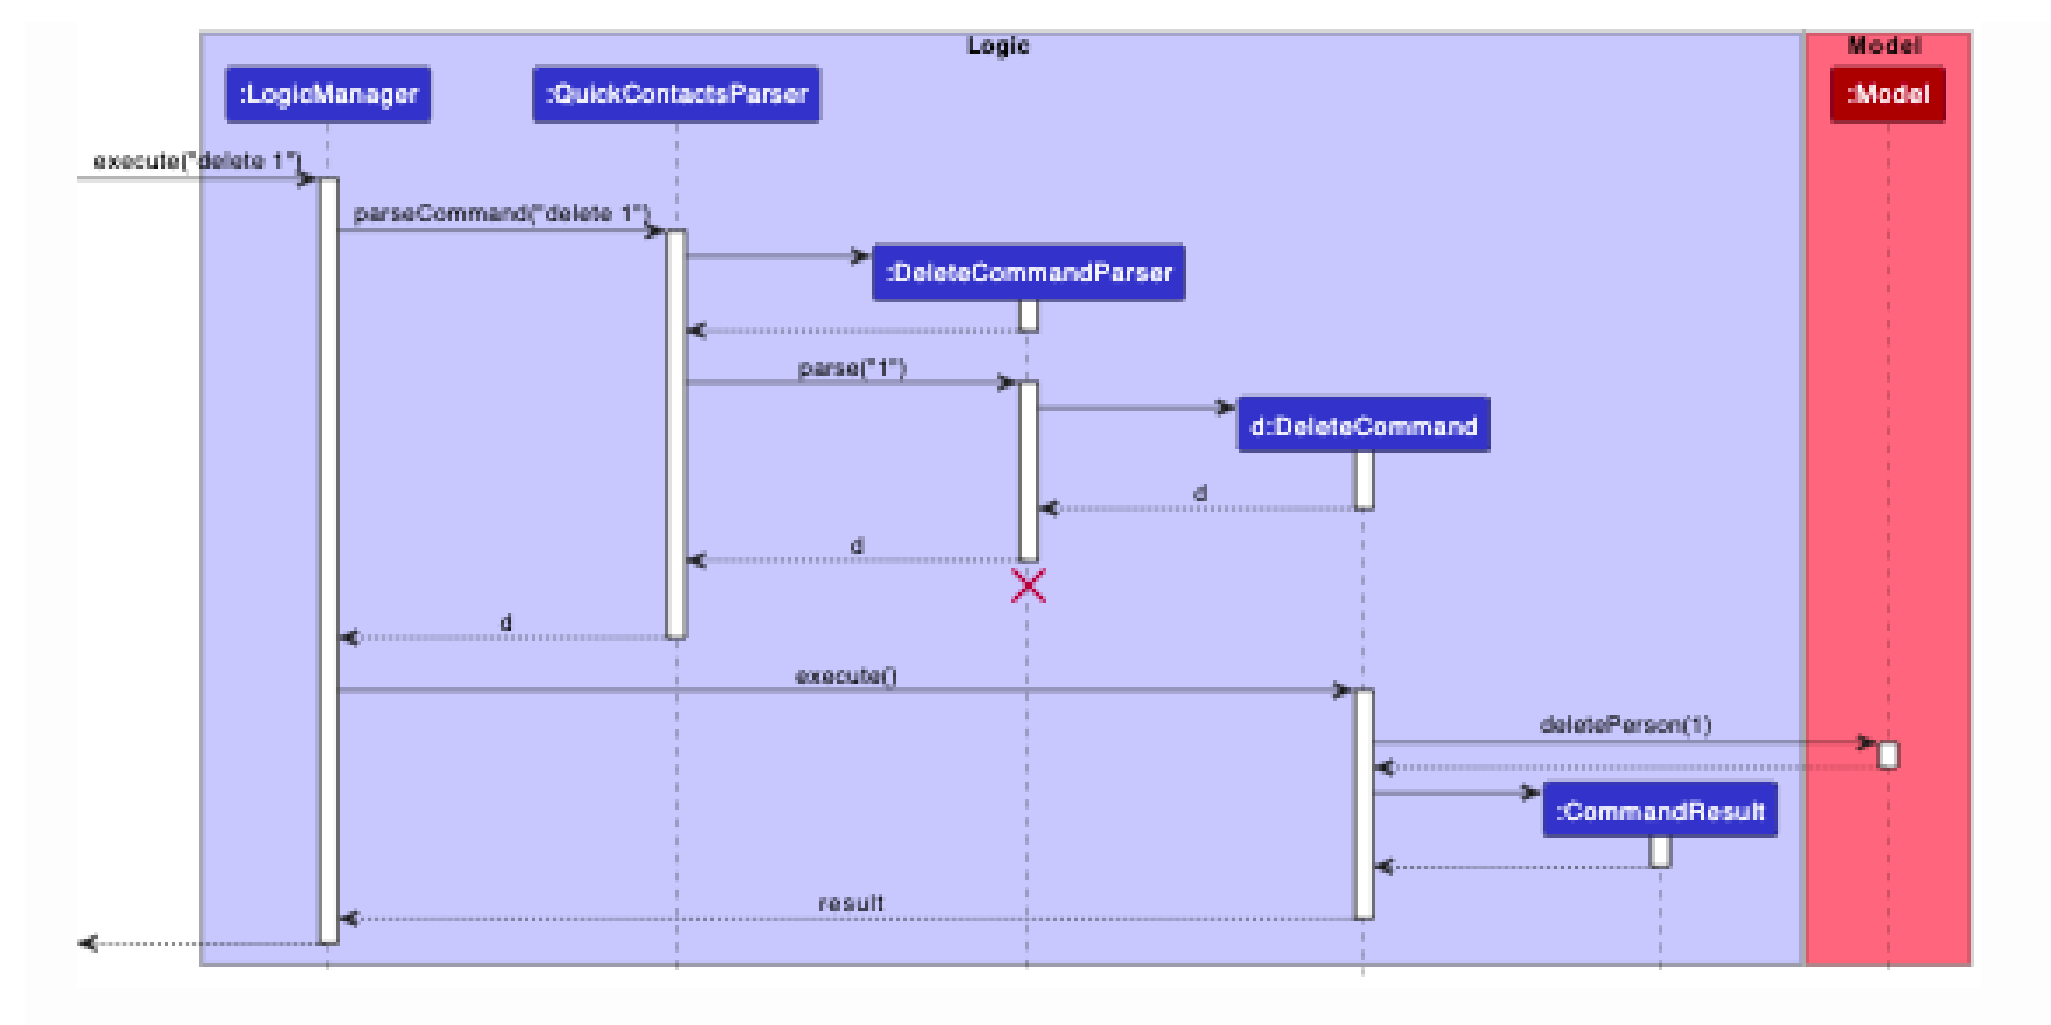 Logic
Model
:LogicManager
:QuickContactsParser
:Model
execute("delete 1")
parseCommand("delete 1")
:DeleteCommandParser
parse("1")
d:DeleteCommand
d
d
d
execute()
deletePerson(1)
:CommandResult
result